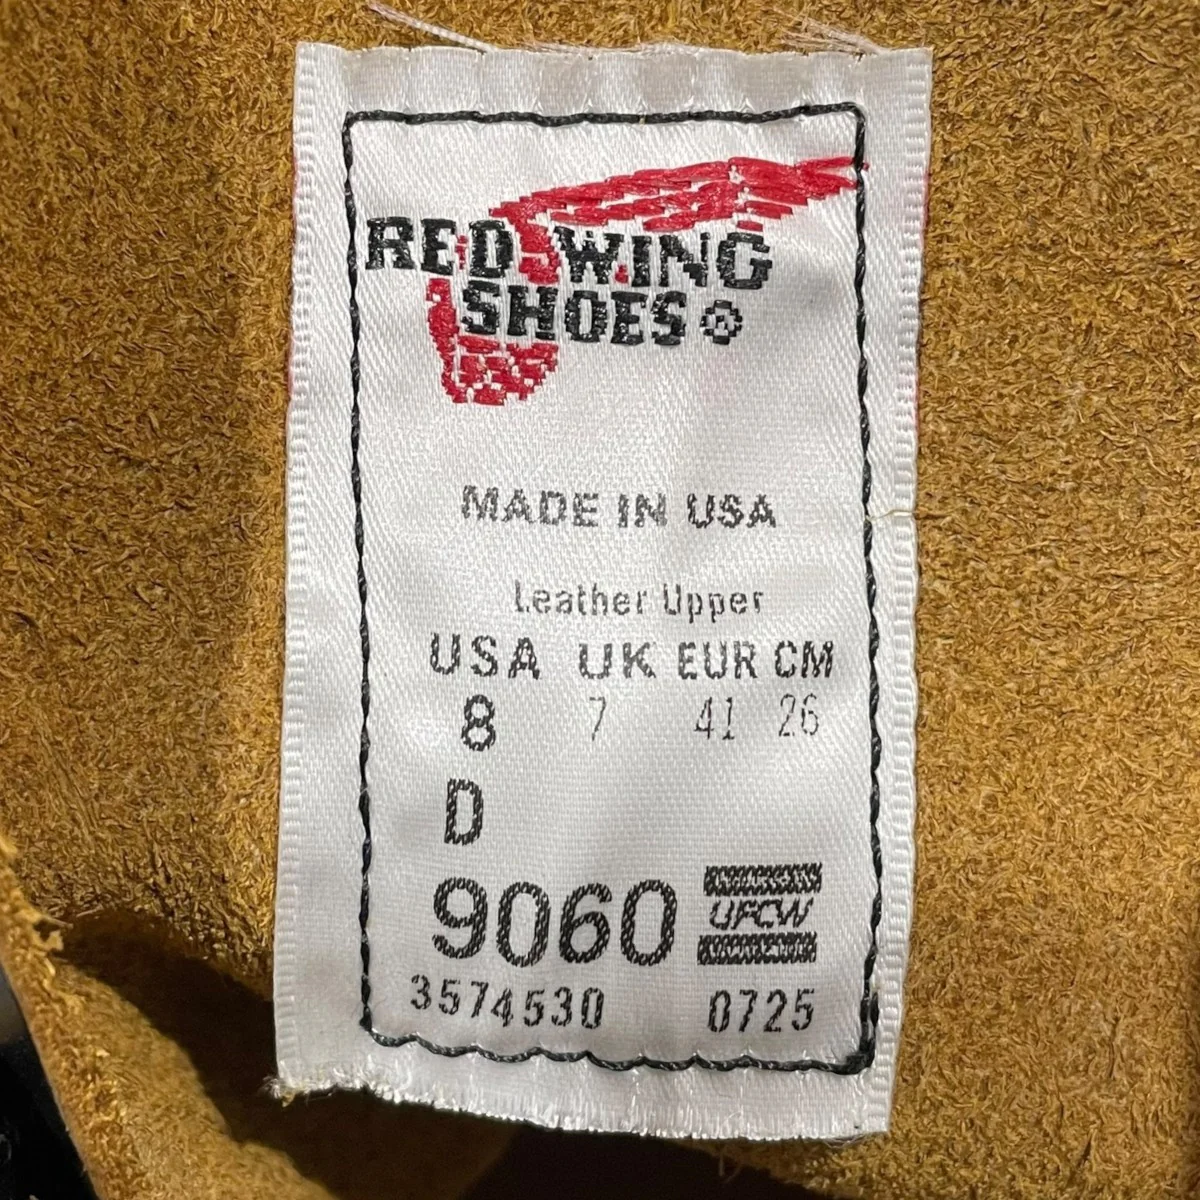 RED WING
SHOES®
MADE IN USA
Leather Upper
USA UK EUR CM
8 7 41 26
D
9060
UFCW
3574530 0725